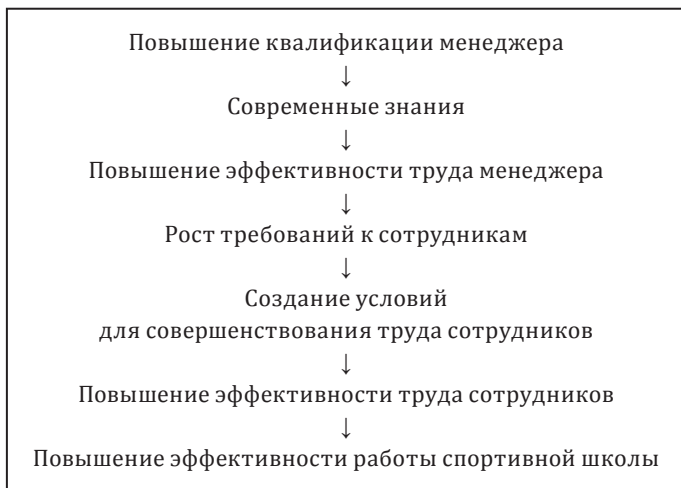 Повышение квалификации менеджера
↓
Современные знания
↓
Повышение эффективности труда менеджера
↓
Рост требований к сотрудникам
↓
Создание условий
для совершенствования труда сотрудников
↓
Повышение эффективности труда сотрудников
↓
Повышение эффективности работы спортивной школы